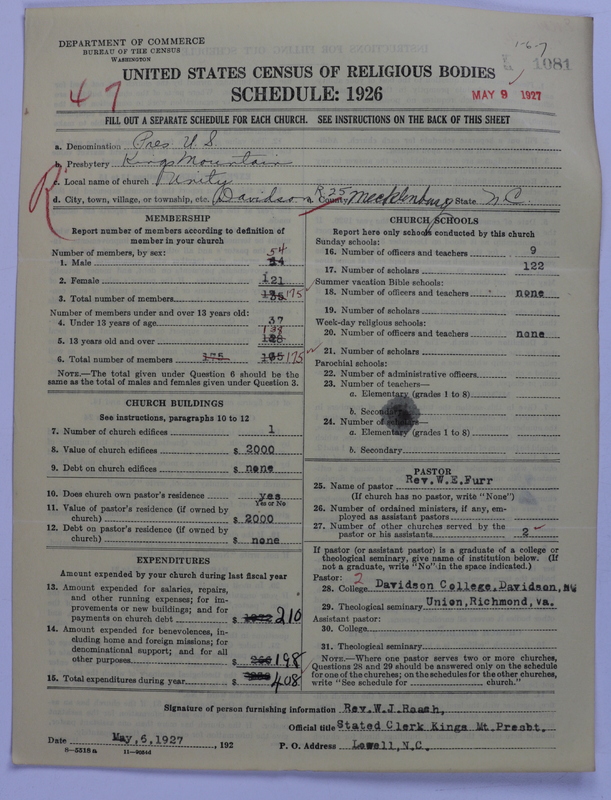 DEPARTMENT OF COMMERCE
BUREAU OF THE CENSUS
WASHINGTON
1-6-7
1081
UNITED STATES CENSUS OF RELIGIOUS BODIES
47
SCHEDULE: 1926
MAY 9 1927
FILL OUT A SEPARATE SCHEDULE FOR EACH CHURCH. SEE INSTRUCTIONS ON THE BACK OF THIS SHEET
a. Denomination Pres U. S.
b. Presbytery Kings Mountain
c. Local name of church Unity
d. City, town, village, or township, etc. Davidson R 25 County Mecklenburg State N.C.
R
MEMBERSHIP
Report number of members according to definition of member in your church
Number of members, by sex:
1. Male 54
2. Female 121
3. Total number of members 175
Number of members under and over 13 years old:
4. Under 13 years of age 37
5. 13 years old and over 138
6. Total number of members 175 175
NOTE.—The total given under Question 6 should be the same as the total of males and females given under Question 3.
CHURCH BUILDINGS
See instructions, paragraphs 10 to 12
7. Number of church edifices 1
8. Value of church edifices $ 2000
9. Debt on church edifices $ none
10. Does church own pastor's residence yes
Yes or No
11. Value of pastor's residence (if owned by church) $ 2000
12. Debt on pastor's residence (if owned by church) $ none
EXPENDITURES
Amount expended by your church during last fiscal year
13. Amount expended for salaries, repairs, and other running expenses; for improvements or new buildings; and for payments on church debt $ 210
14. Amount expended for benevolences, including home and foreign missions; for denominational support; and for all other purposes $ 198
15. Total expenditures during year $ 408
CHURCH SCHOOLS
Report here only schools conducted by this church
Sunday schools:
16. Number of officers and teachers 9
17. Number of scholars 122
Summer vacation Bible schools:
18. Number of officers and teachers none
19. Number of scholars
Week-day religious schools:
20. Number of officers and teachers none
21. Number of scholars
Parochial schools:
22. Number of administrative officers
23. Number of teachers—
a. Elementary (grades 1 to 8)
b. Secondary
24. Number of scholars—
a. Elementary (grades 1 to 8)
b. Secondary
PASTOR
25. Name of pastor Rev.W.E.Furr
(If church has no pastor, write "None")
26. Number of ordained ministers, if any, employed as assistant pastors
27. Number of other churches served by the pastor or his assistants 2
If pastor (or assistant pastor) is a graduate of a college or theological seminary, give name of institution below. (If not a graduate, write "No" in the space indicated.)
Pastor: 2
28. College Davidson College, Davidson, NC
29. Theological seminary Union, Richmond, Va.
Assistant pastor:
30. College
31. Theological seminary
NOTE.—Where one pastor serves two or more churches, Questions 28 and 29 should be answered only on the schedule for one of the churches; on the schedules for the other churches, write "See schedule for church."
Signature of person furnishing information Rev.W.J.Roach,
Official title Stated Clerk Kings Mt.Presbt.
Date May,6,1927, 192
P. O. Address Lowell,N.C.
8—5318a 11—9354d